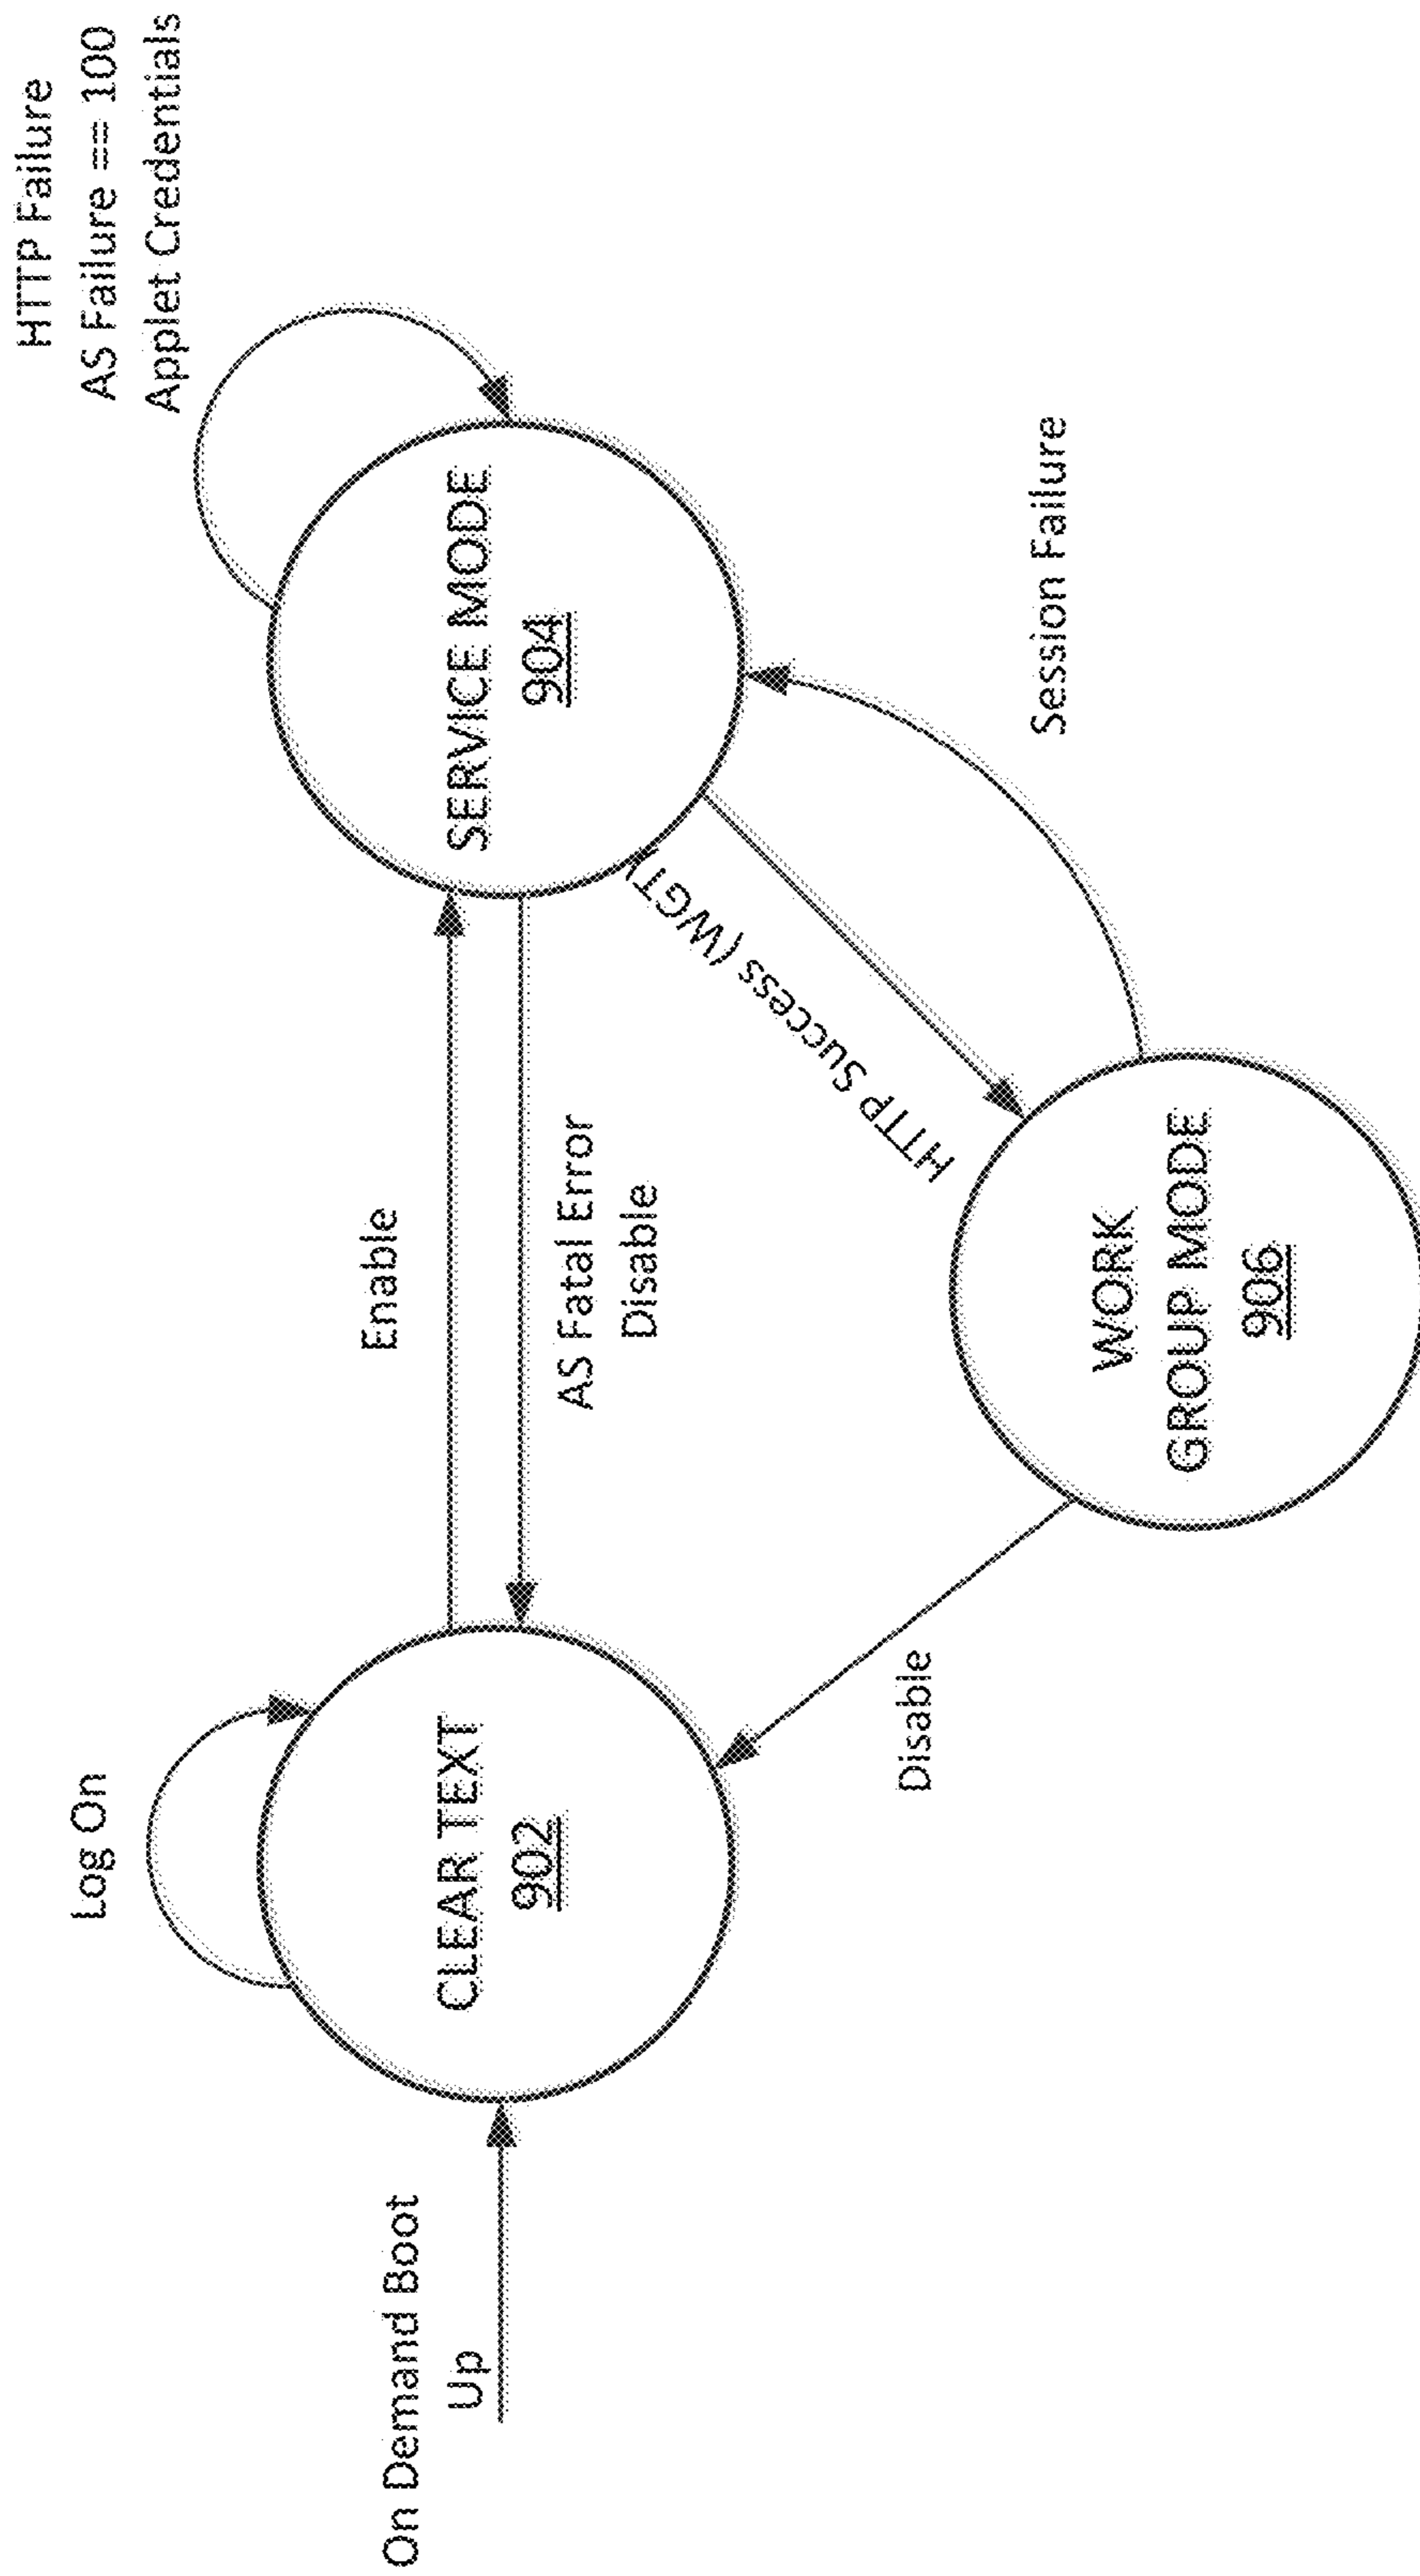 HTTP Failure
AS Failure == 100
Applet Credentials
Log On
Enable
On Demand Boot
Up
CLEAR TEXT
902
SERVICE MODE
904
AS Fatal Error
Disable
HTTP Success (WGT)
Session Failure
Disable
WORK
GROUP MODE
906